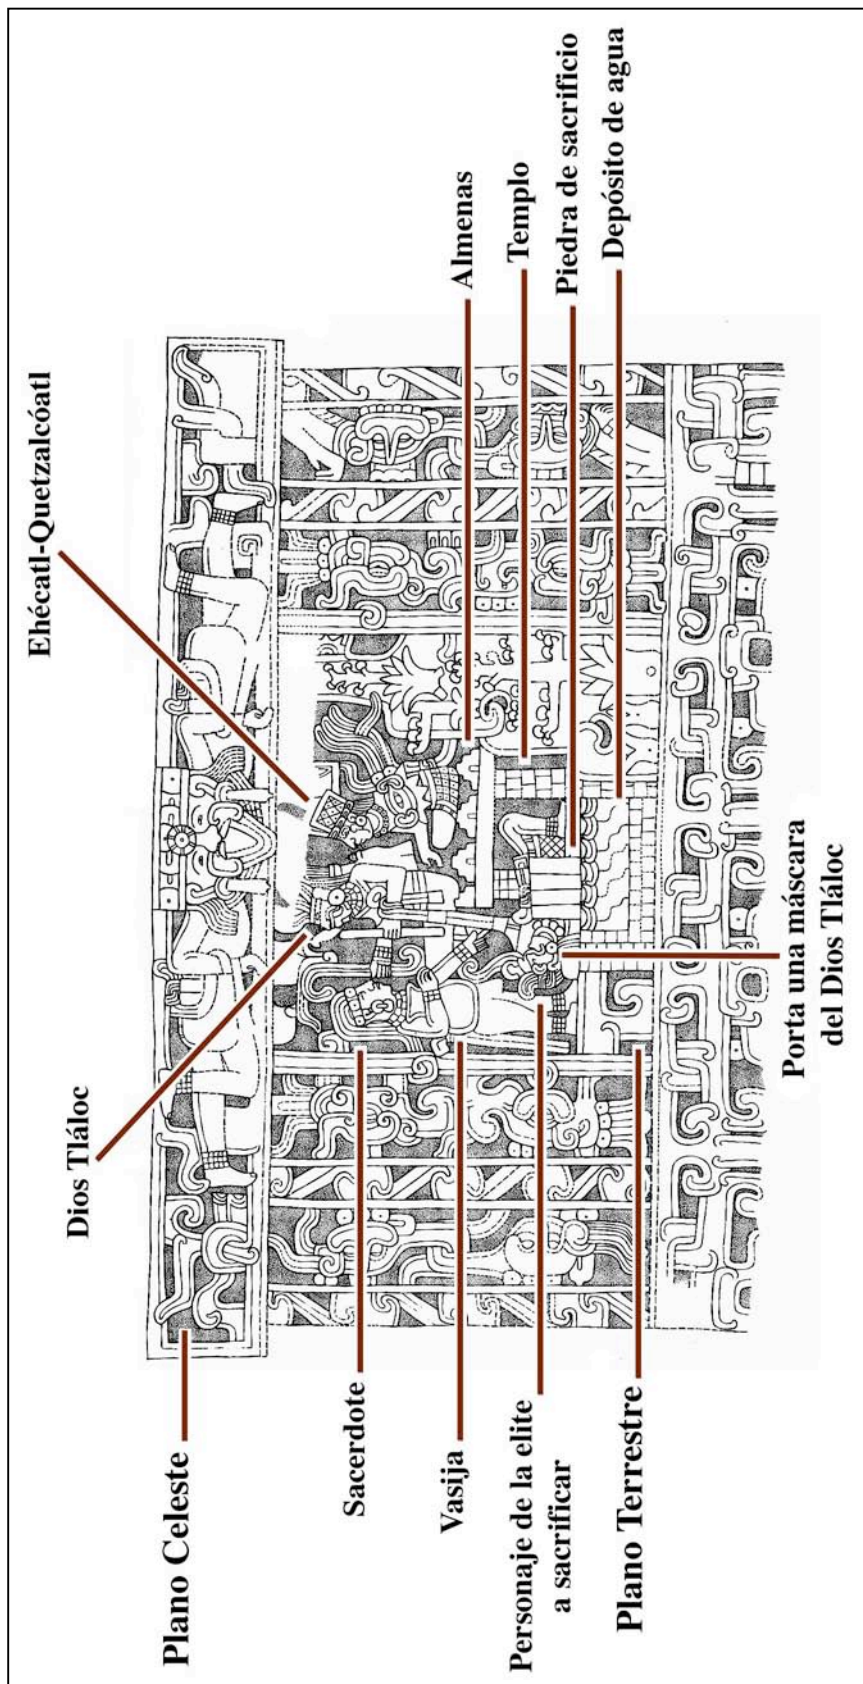 Ehécatl-Quetzalcóatl
Dios Tláloc
Plano Celeste
Sacerdote
Vasija
Personaje de la elite
a sacrificar
Plano Terrestre
Almenas
Templo
Piedra de sacrificio
Depósito de agua
Porta una máscara
del Dios Tláloc